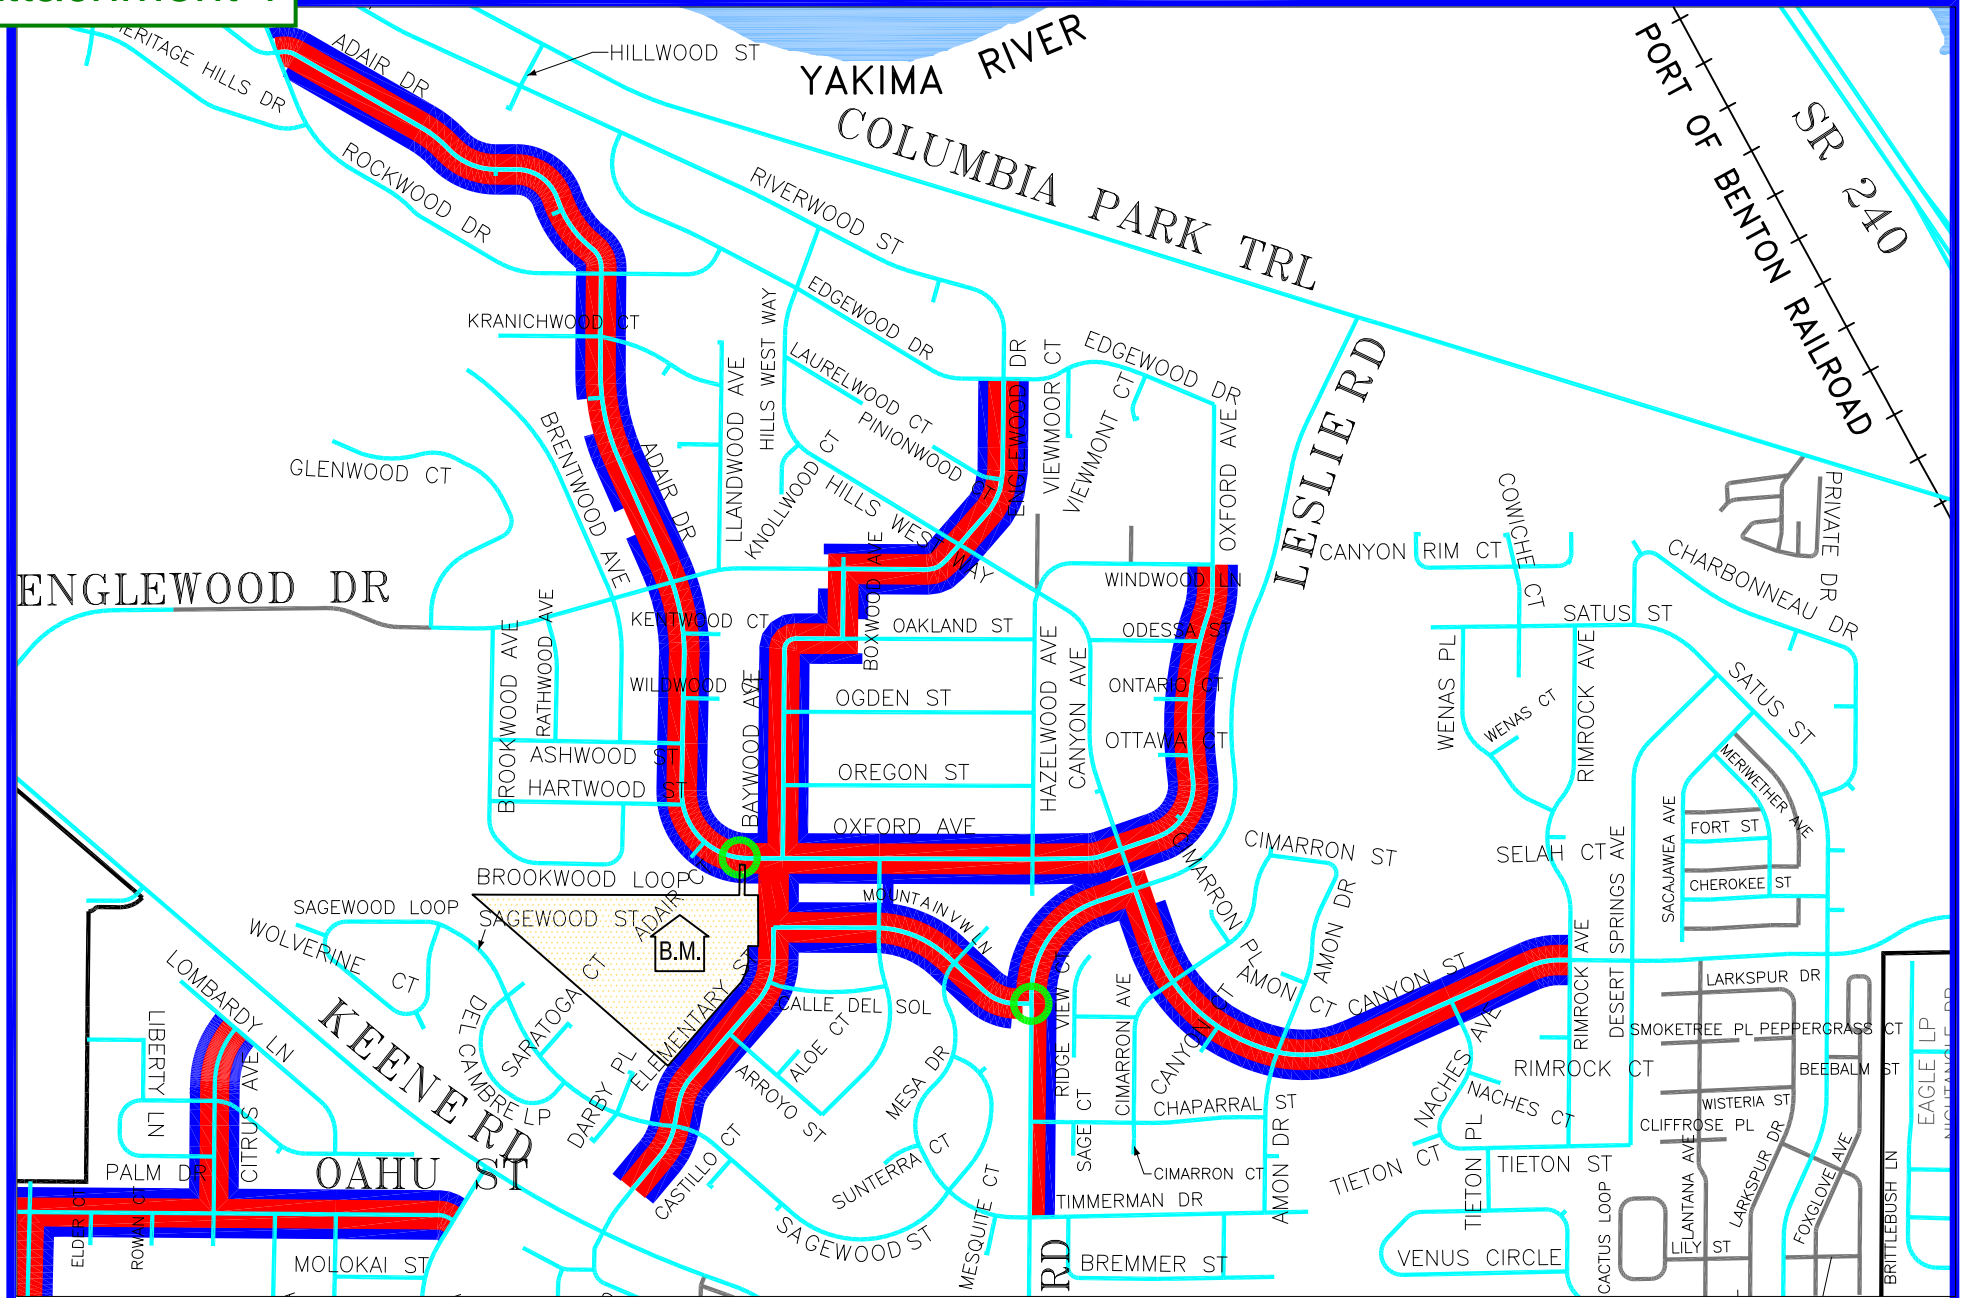 HERITAGE HILLS DR
ADAIR DR
HILLWOOD ST
YAKIMA RIVER
COLUMBIA PARK TRL
PORT OF BENTON RAILROAD
SR 240
ROCKWOOD DR
RIVERWOOD ST
KRANICHWOOD CT
HILLS WEST WAY
EDGEWOOD DR
LAURELWOOD CT
PINIONWOOD CT
ENGLEWOOD DR
VIEWMOOR CT
VIEWMONT CT
EDGEWOOD DR
OXFORD AVE
LESLIE RD
LLANDWOOD AVE
KNOLLWOOD CT
HILLS WEST WAY
GLENWOOD CT
BRENTWOOD AVE
ADAIR DR
ENGLEWOOD DR
BROOKWOOD AVE
RATHWOOD AVE
KENTWOOD CT
WILDWOOD CT
BAYWOOD AVE
BOXWOOD AVE
OAKLAND ST
OGDEN ST
OREGON ST
OXFORD AVE
HAZELWOOD AVE
CANYON AVE
WINDWOOD LN
ODESSA ST
ONTARIO CT
OTTAWA CT
ASHWOOD ST
HARTWOOD ST
BROOKWOOD LOOP
ADAIR CT
CANYON RIM CT
COWICHE CT
PRIVATE DR
CHARBONNEAU DR
SATUS ST
WENAS PL
WENAS CT
RIMROCK AVE
SATUS ST
MERIWETHER AVE
SACAJAWEA AVE
FORT ST
CHEROKEE ST
SELAH CT
DESERT SPRINGS AVE
RIMROCK AVE
CIMARRON ST
CIMARRON PL
AMON DR
AMON CT
CANYON ST
CANYON CT
MOUNTAIN VW LN
SAGEWOOD LOOP
SAGEWOOD ST
WOLVERINE CT
LOMBARDY LN
LIBERTY LN
CITRUS AVE
PALM DR
KEENE RD
OAHU ST
ELDER CT
ROWAN CT
MOLOKAI ST
B.M.
DEL CAMBRE LP
SARATOGA CT
DARBY PL
ELEMENTARY ST
CALLE DEL SOL
ALOE CT
ARROYO ST
MESA DR
SUNTERRA CT
CASTILLO CT
SAGEWOOD ST
MESQUITE CT
RIDGE VIEW CT
CIMARRON AVE
SAGE CT
CHAPARRAL ST
CIMARRON CT
TIMMERMAN DR
AMON DR
BREMMER ST
RD
NACHES AVE
NACHES CT
RIMROCK CT
TIETON CT
TIETON PL
TIETON ST
VENUS CIRCLE
CACTUS LOOP
LARKSPUR DR
SMOKETREE PL
PEPPERGRASS CT
BEEBALM ST
WISTERIA ST
CLIFFROSE PL
LANTANA AVE
LARKSPUR DR
FOXGLOVE AVE
LILY ST
BRITTLEBUSH LN
EAGLE LP